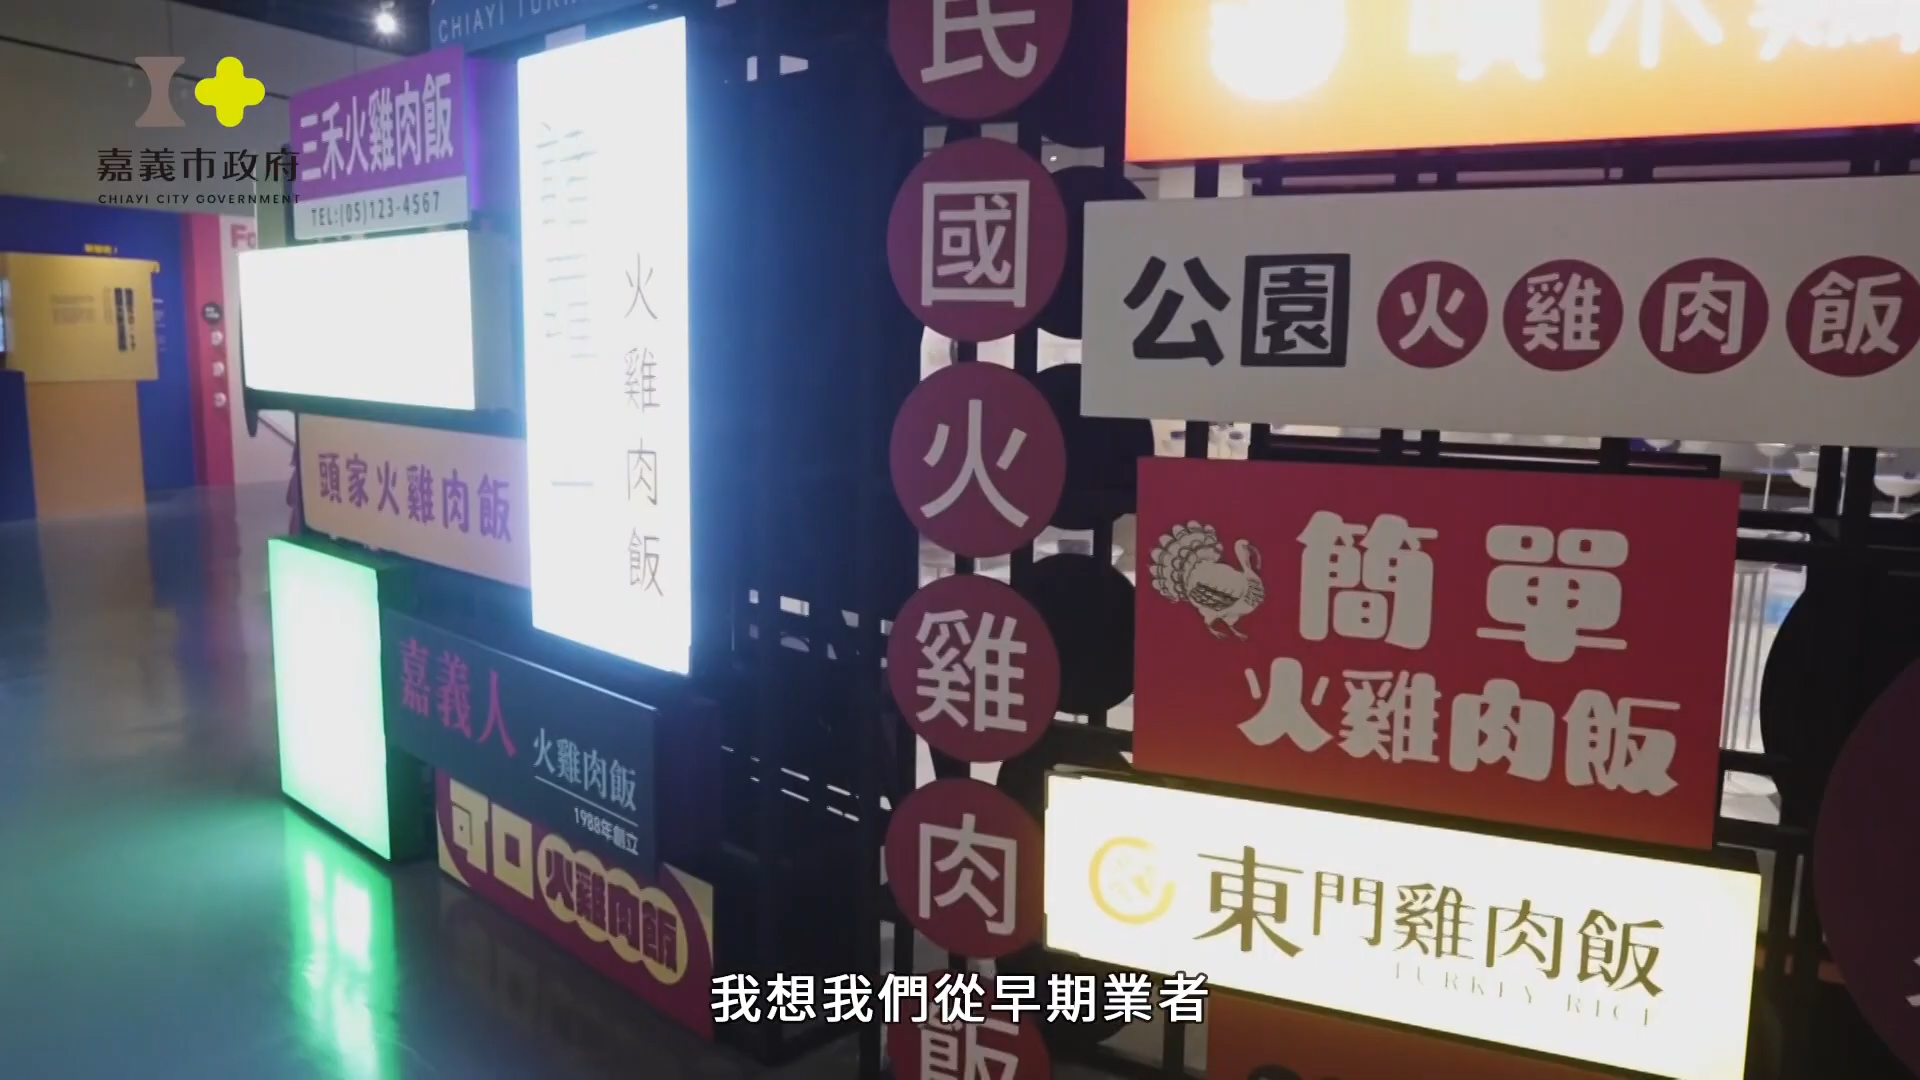 嘉義市政府
CHIAYI CITY GOVERNMENT
三禾火雞肉飯
TEL:(05)123-4567
火雞肉飯
頭家火雞肉飯
嘉義人
火雞肉飯
1988年創立
可口火雞肉飯
民國火雞肉飯
公園火雞肉飯
簡單
火雞肉飯
東門雞肉飯
TURKEY RICE
我想我們從早期業者